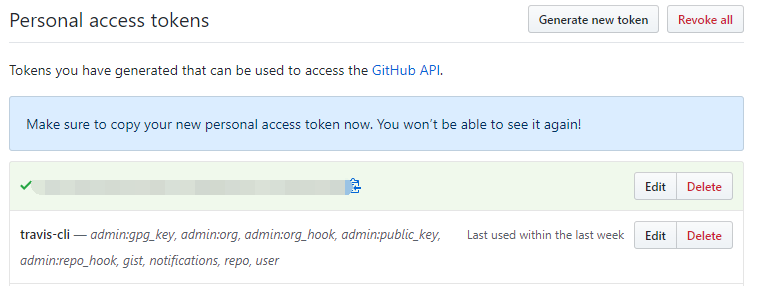 Personal access tokens
Generate new token
Revoke all
Tokens you have generated that can be used to access the GitHub API.
Make sure to copy your new personal access token now. You won’t be able to see it again!
Edit
Delete
travis-cli — admin:gpg_key, admin:org, admin:org_hook, admin:public_key,
admin:repo_hook, gist, notifications, repo, user
Last used within the last week
Edit
Delete